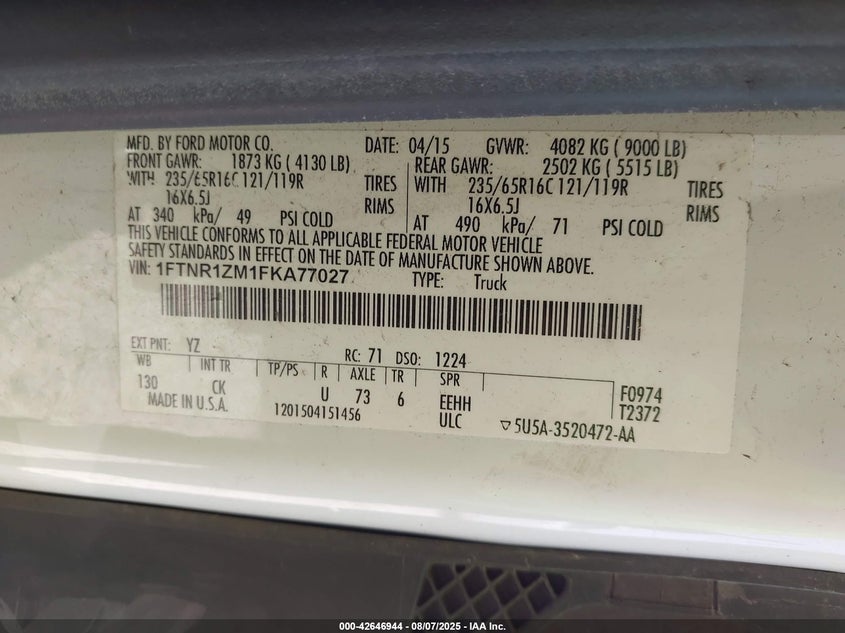 MFD. BY FORD MOTOR CO. DATE: 04/15 GVWR: 4082 KG ( 9000 LB)
FRONT GAWR: 1873 KG ( 4130 LB) REAR GAWR: 2502 KG ( 5515 LB)
WITH 235/65R16C 121/119R TIRES WITH 235/65R16C 121/119R TIRES
16X6.5J RIMS 16X6.5J RIMS
AT 340 kPa/ 49 PSI COLD AT 490 kPa/ 71 PSI COLD
THIS VEHICLE CONFORMS TO ALL APPLICABLE FEDERAL MOTOR VEHICLE
SAFETY STANDARDS IN EFFECT ON THE DATE OF MANUFACTURE SHOWN ABOVE.
VIN: 1FTNR1ZM1FKA77027 TYPE: Truck
EXT PNT: YZ RC: 71 DSO: 1224
WB INT TR TP/PS R AXLE TR SPR
130 CK U 73 6 EEHH F0974
MADE IN U.S.A. 1201504151456 ULC T2372
▽5U5A-3520472-AA
000-42646944 - 08/07/2025 - IAA Inc.